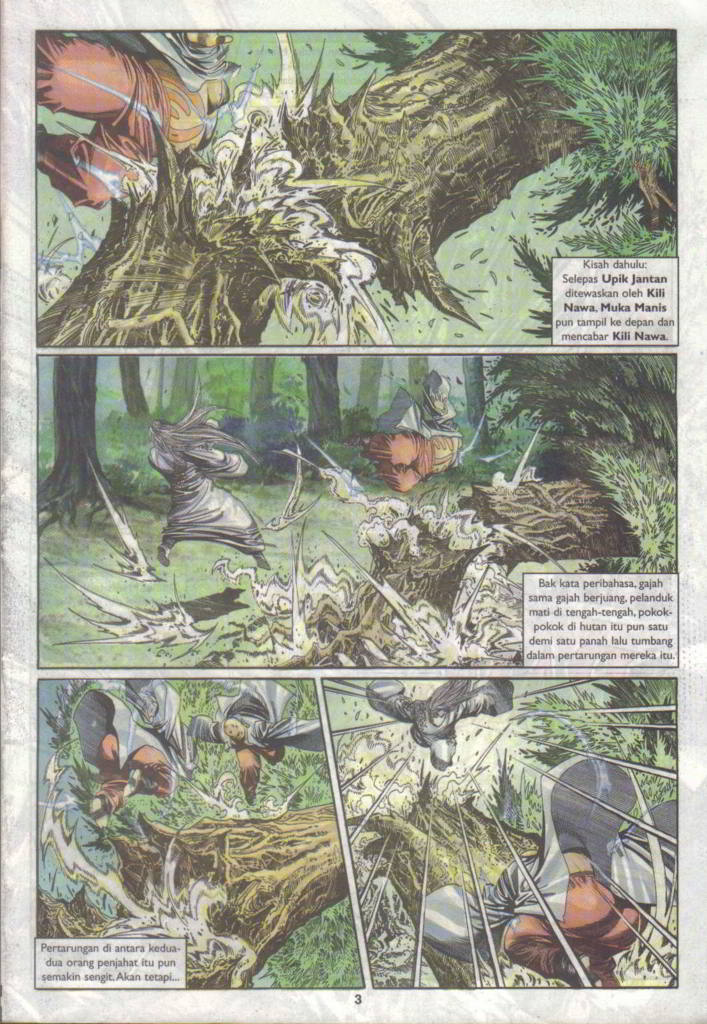 Kisah dahulu:
Selepas Upik Jantan
ditewaskan oleh Kili
Nawa, Muka Manis
pun tampil ke depan dan
mencabar Kili Nawa.
Bak kata peribahasa, gajah
sama gajah berjuang, pelanduk
mati di tengah-tengah, pokok-
pokok di hutan itu pun satu
demi satu panah lalu tumbang
dalam pertarungan mereka itu.
Pertarungan di antara kedua-
dua orang penjahat itu pun
semakin sengit. Akan tetapi...
3